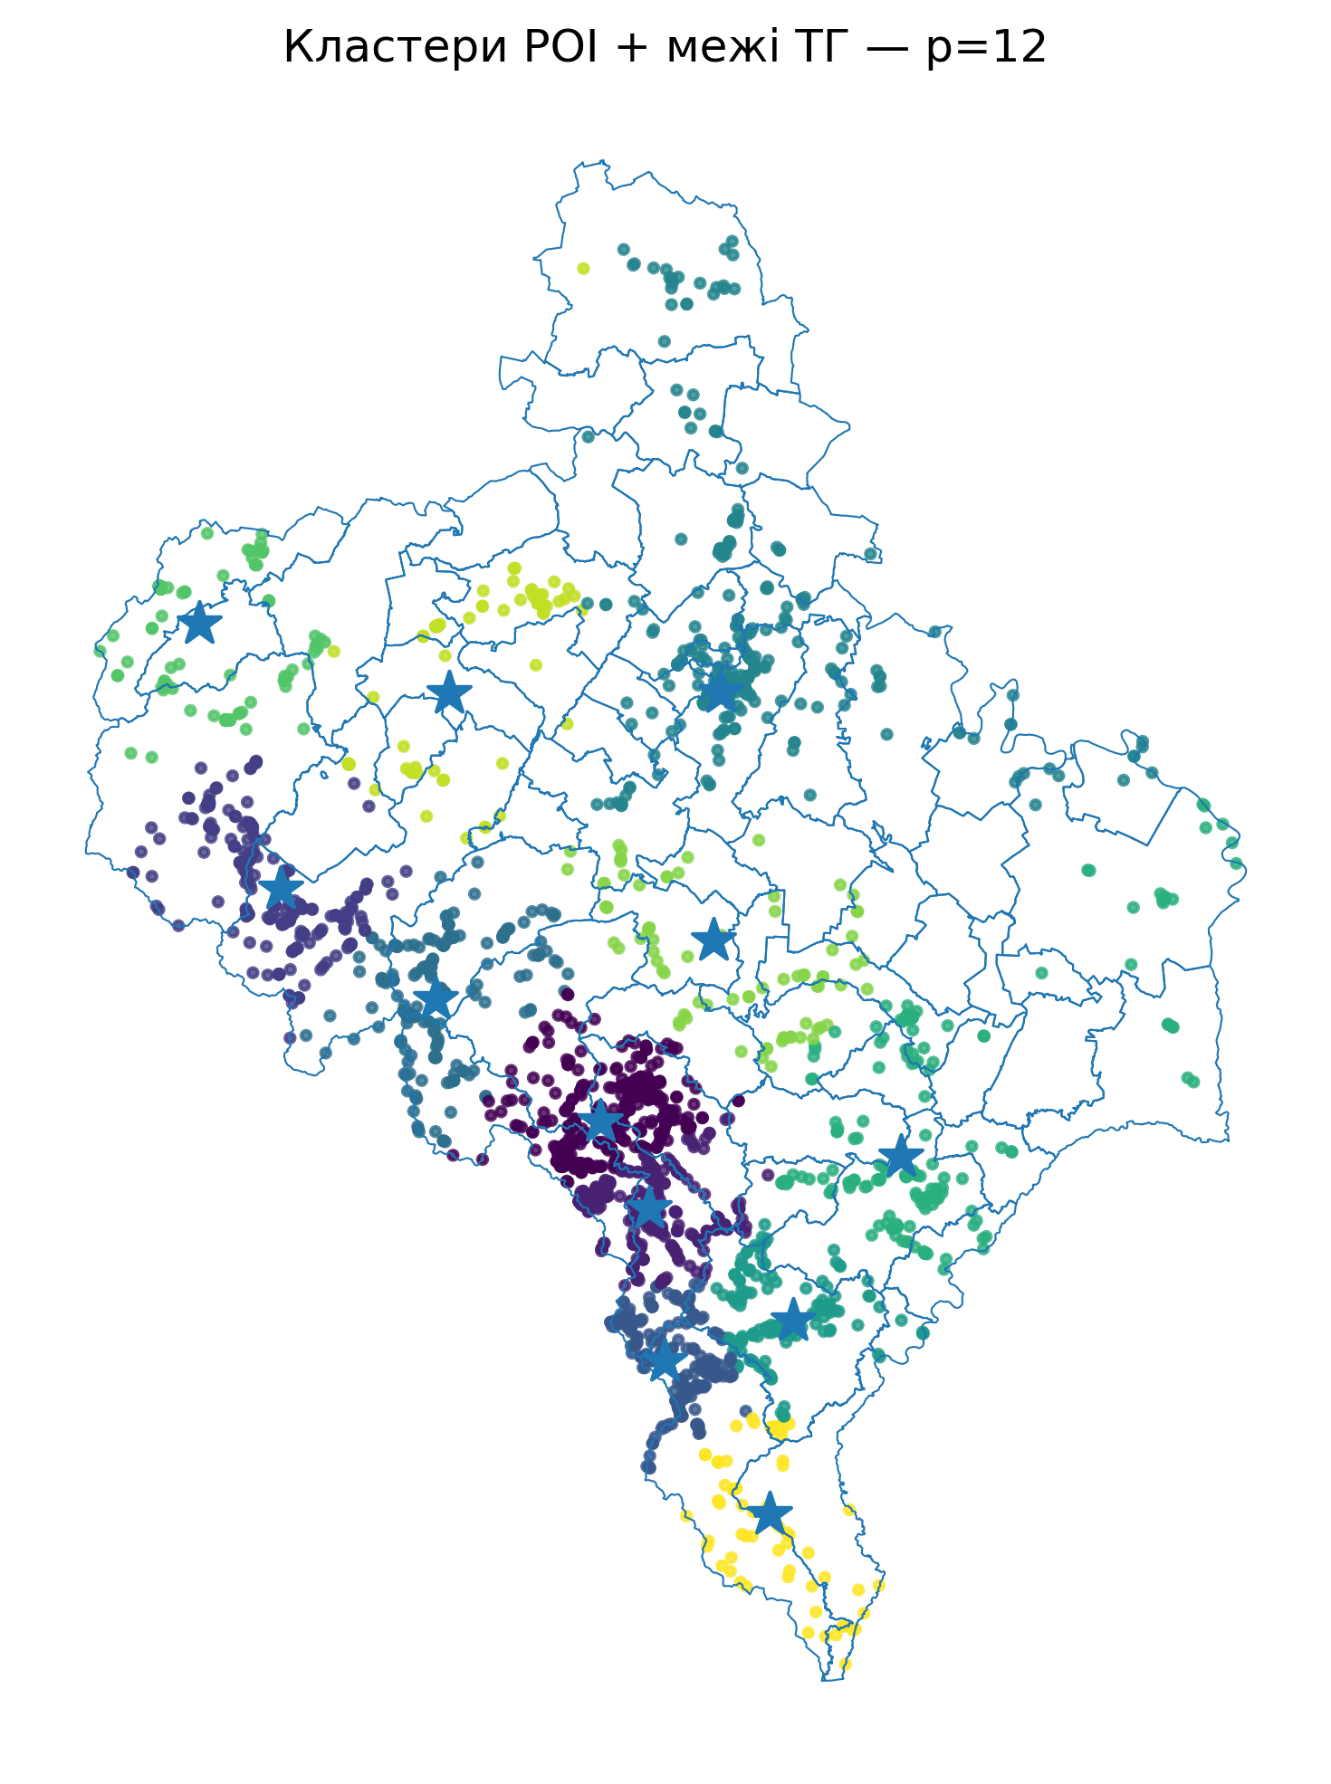 Кластери POI + межі ТГ — p=12